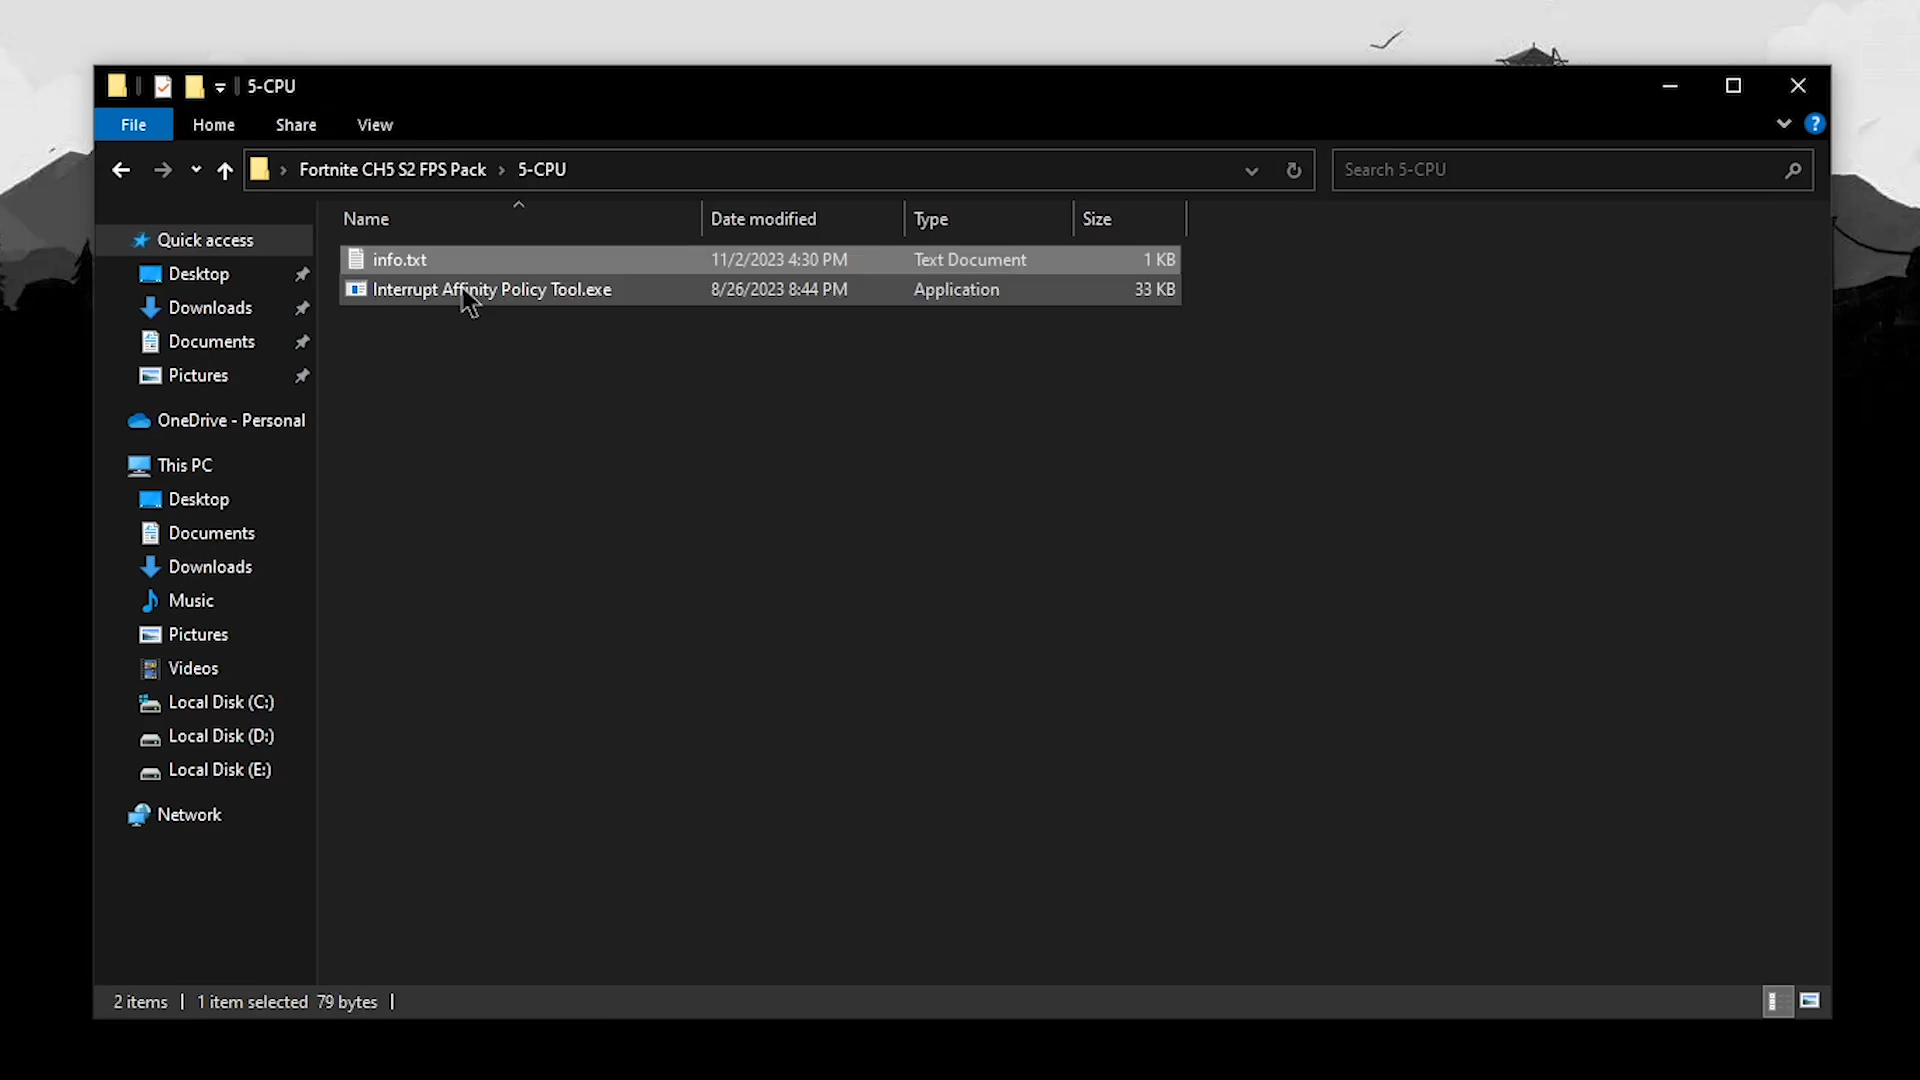 5-CPU
File Home Share View
Fortnite CH5 S2 FPS Pack 5-CPU Search 5-CPU
Name Date modified Type Size
info.txt 11/2/2023 4:30 PM Text Document 1 KB
Interrupt Affinity Policy Tool.exe 8/26/2023 8:44 PM Application 33 KB
Quick access
Desktop
Downloads
Documents
Pictures
OneDrive - Personal
This PC
Desktop
Documents
Downloads
Music
Pictures
Videos
Local Disk (C:)
Local Disk (D:)
Local Disk (E:)
Network
2 items 1 item selected 79 bytes